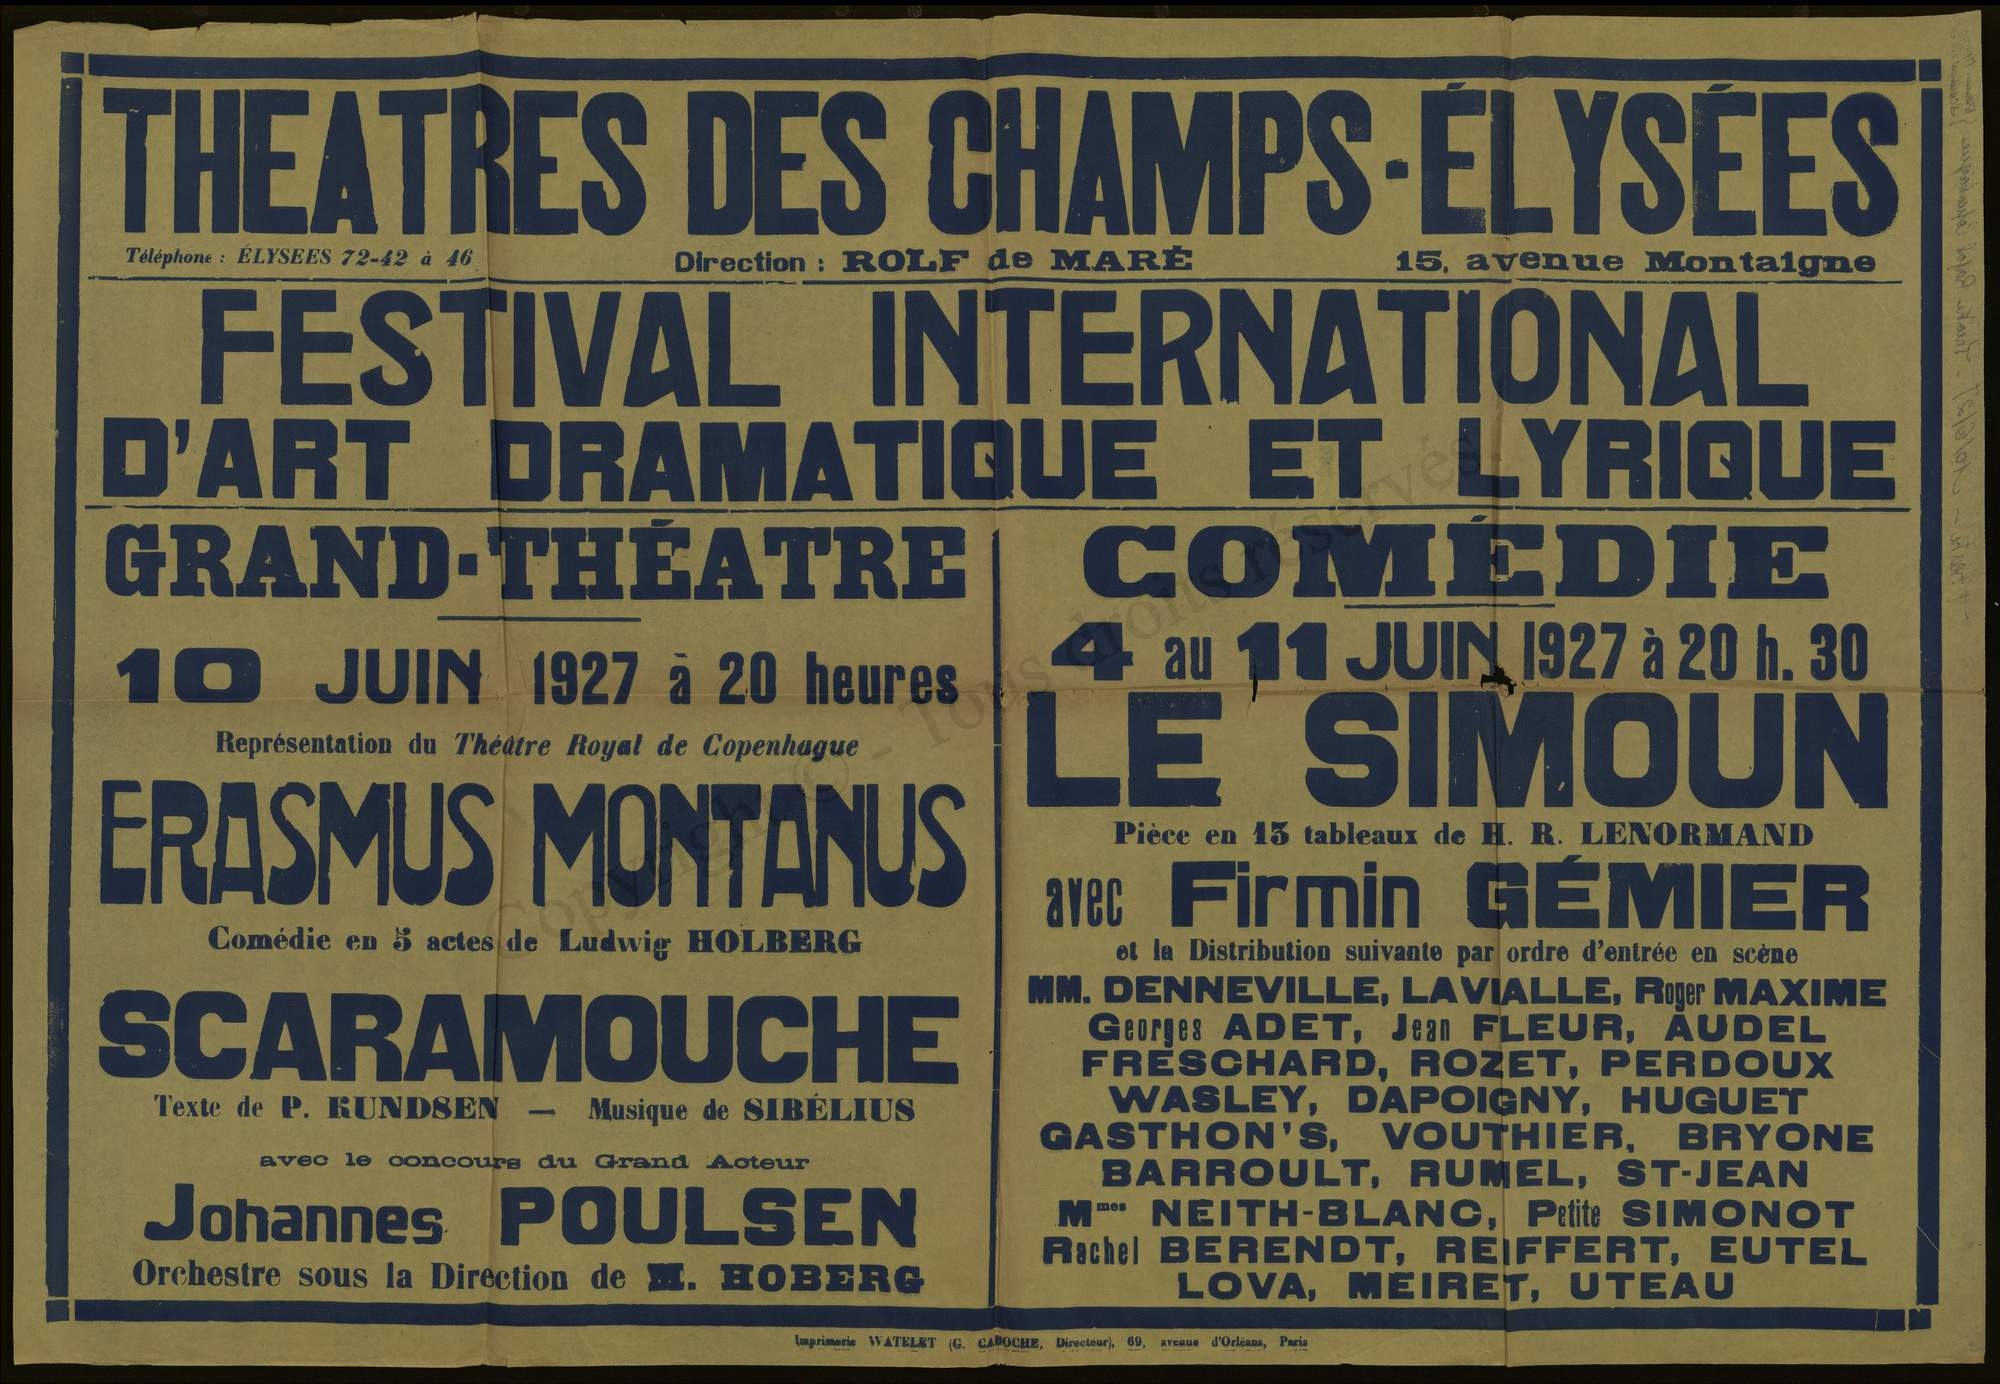 THEATRES DES CHAMPS-ÉLYSÉES
Téléphone : ÉLYSEES 72-42 à 46
Direction : ROLF de MARÉ
15, avenue Montaigne
FESTIVAL INTERNATIONAL
D'ART DRAMATIQUE ET LYRIQUE
GRAND-THÉATRE
10 JUIN 1927 à 20 heures
Représentation du Théâtre Royal de Copenhague
ERASMUS MONTANUS
Comédie en 5 actes de Ludwig HOLBERG
SCARAMOUCHE
Texte de P. KUNDSEN — Musique de SIBÉLIUS
avec le concours du Grand Acteur
Johannes POULSEN
Orchestre sous la Direction de M. HOBERG
COMÉDIE
4 au 11 JUIN 1927 à 20 h. 30
LE SIMOUN
Pièce en 13 tableaux de H. R. LENORMAND
avec Firmin GÉMIER
et la Distribution suivante par ordre d'entrée en scène
MM. DENNEVILLE, LAVIALLE, Roger MAXIME
Georges ADET, Jean FLEUR, AUDEL
FRESCHARD, ROZET, PERDOUX
WASLEY, DAPOIGNY, HUGUET
GASTHON'S, VOUTHIER, BRYONE
BARROULT, RUMEL, ST-JEAN
Mmes NEITH-BLANC, Petite SIMONOT
Rachel BERENDT, REIFFERT, EUTEL
LOVA, MEIRET, UTEAU
Imprimerie WATELET (G. CABOCHE, Directeur), 69, avenue d'Orléans, Paris
Copyright © - Tous droits réservés.